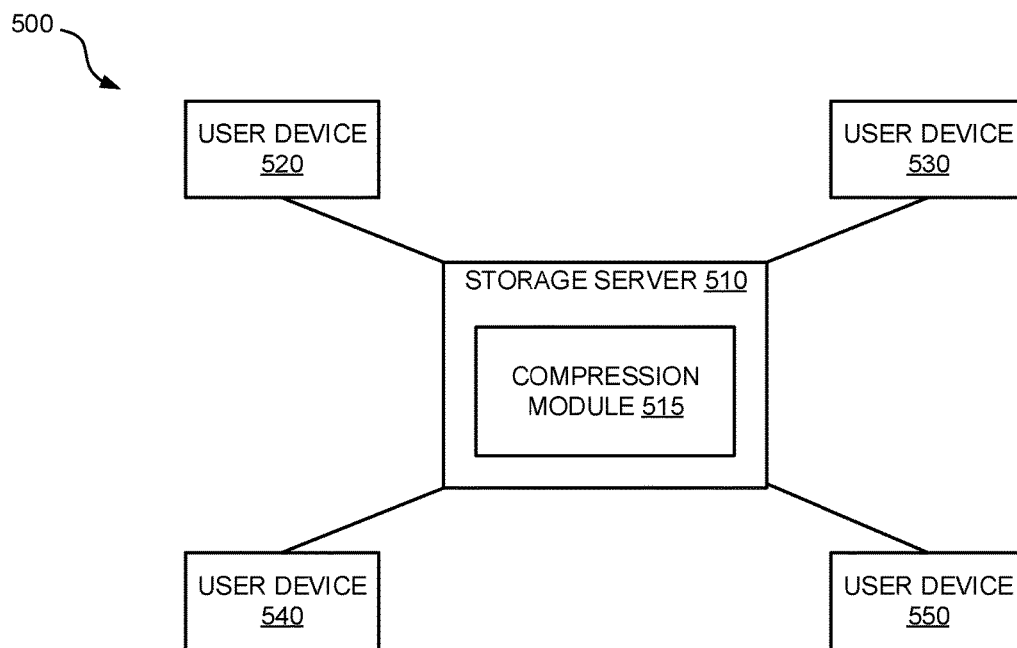 500
USER DEVICE
520
USER DEVICE
530
STORAGE SERVER 510
COMPRESSION
MODULE 515
USER DEVICE
540
USER DEVICE
550